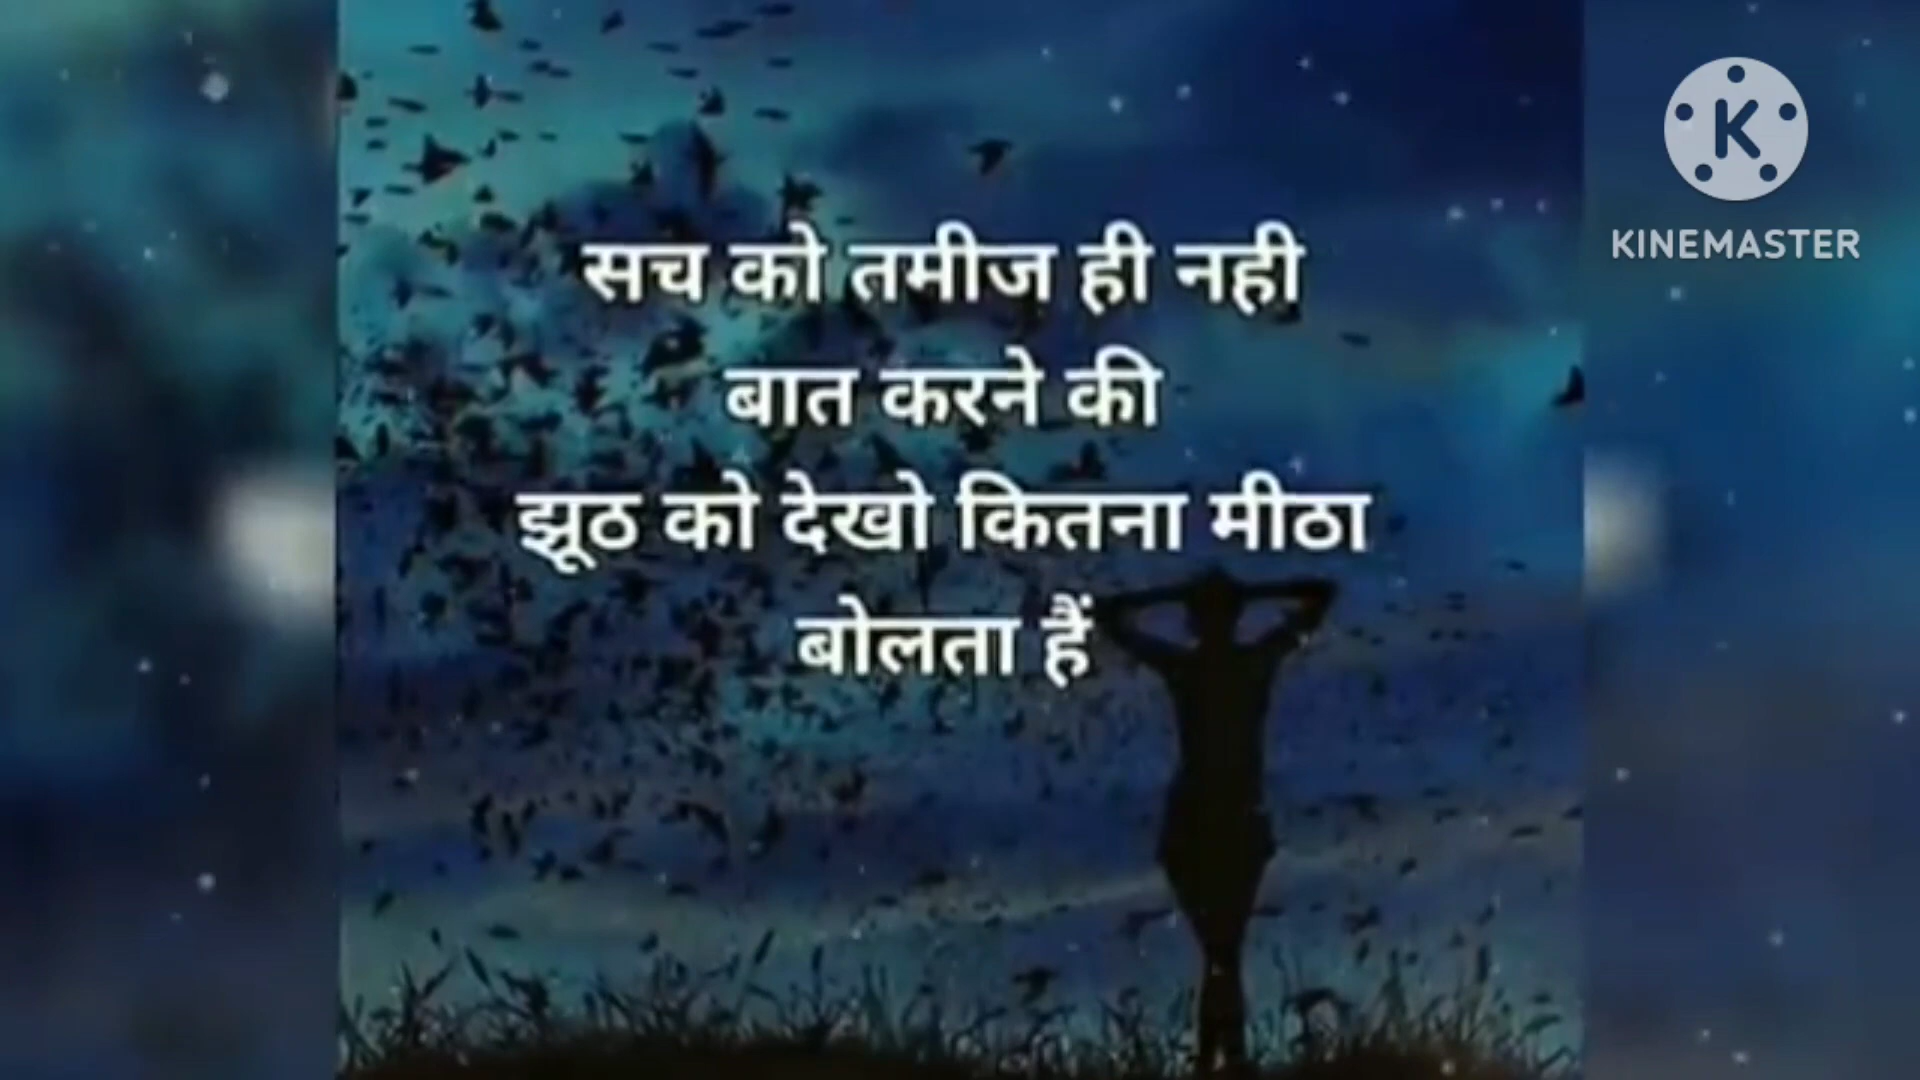 सच को तमीज ही नही
बात करने की
झूठ को देखो कितना मीठा
बोलता हैं
KINEMASTER